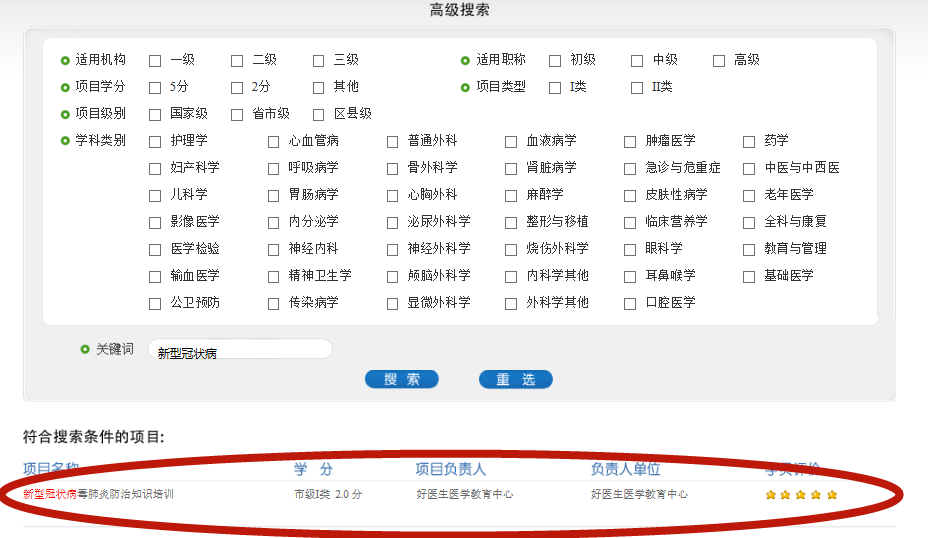 高级搜索
适用机构 一级 二级 三级 适用职称 初级 中级 高级
项目学分 5分 2分 其他 项目类型 I类 II类
项目级别 国家级 省市级 区县级
学科类别 护理学 心血管病 普通外科 血液病学 肿瘤医学 药学
妇产科学 呼吸病学 骨外科学 肾脏病学 急诊与危重症 中医与中西医
儿科学 胃肠病学 心胸外科 麻醉学 皮肤性病学 老年医学
影像医学 内分泌学 泌尿外科学 整形与移植 临床营养学 全科与康复
医学检验 神经内科 神经外科学 烧伤外科学 眼科学 教育与管理
输血医学 精神卫生学 颅脑外科学 内科学其他 耳鼻喉学 基础医学
公卫预防 传染病学 显微外科学 外科学其他 口腔医学
关键词 新型冠状病
搜 索 重 选
符合搜索条件的项目:
项目名称 学 分 项目负责人 负责人单位 学员评价
新型冠状病毒肺炎防治知识培训 市级I类 2.0 分 好医生医学教育中心 好医生医学教育中心